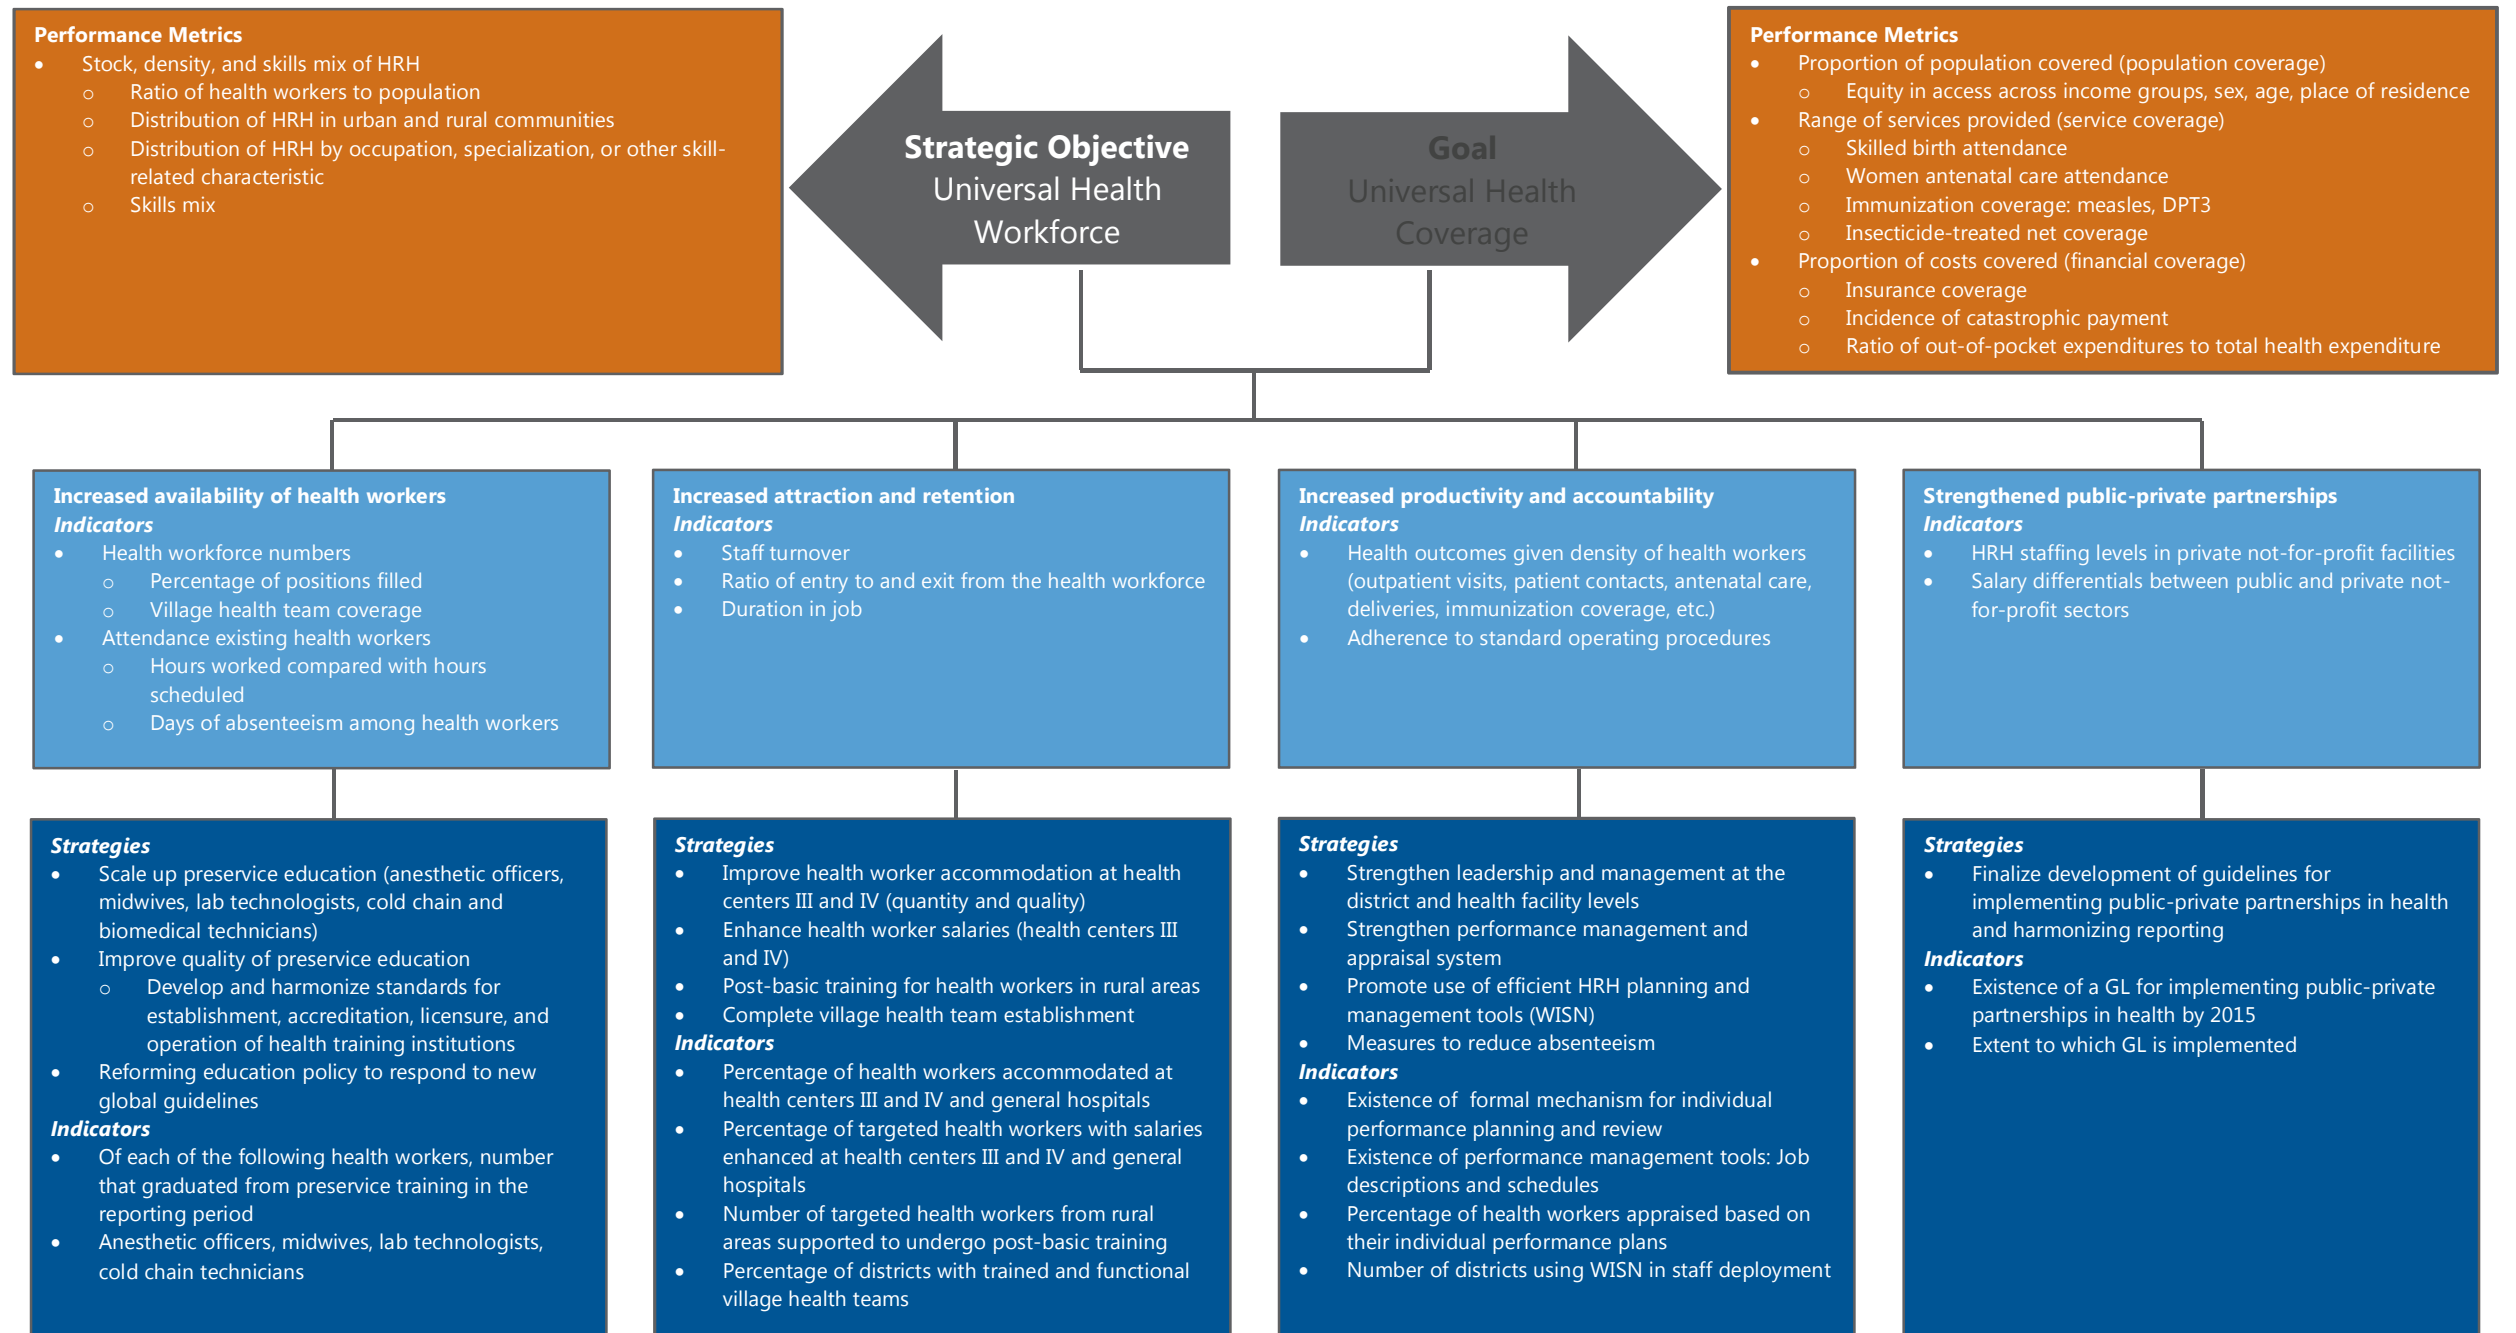 Performance Metrics
• Stock, density, and skills mix of HRH
o Ratio of health workers to population
o Distribution of HRH in urban and rural communities
o Distribution of HRH by occupation, specialization, or other skill-
related characteristic
o Skills mix
Strategic Objective
Universal Health
Workforce
Goal
Universal Health
Coverage
Performance Metrics
• Proportion of population covered (population coverage)
o Equity in access across income groups, sex, age, place of residence
• Range of services provided (service coverage)
o Skilled birth attendance
o Women antenatal care attendance
o Immunization coverage: measles, DPT3
o Insecticide-treated net coverage
• Proportion of costs covered (financial coverage)
o Insurance coverage
o Incidence of catastrophic payment
o Ratio of out-of-pocket expenditures to total health expenditure
Increased availability of health workers
Indicators
• Health workforce numbers
o Percentage of positions filled
o Village health team coverage
• Attendance existing health workers
o Hours worked compared with hours
scheduled
o Days of absenteeism among health workers
Increased attraction and retention
Indicators
• Staff turnover
• Ratio of entry to and exit from the health workforce
• Duration in job
Increased productivity and accountability
Indicators
• Health outcomes given density of health workers
(outpatient visits, patient contacts, antenatal care,
deliveries, immunization coverage, etc.)
• Adherence to standard operating procedures
Strengthened public-private partnerships
Indicators
• HRH staffing levels in private not-for-profit facilities
• Salary differentials between public and private not-
for-profit sectors
Strategies
• Scale up preservice education (anesthetic officers,
midwives, lab technologists, cold chain and
biomedical technicians)
• Improve quality of preservice education
o Develop and harmonize standards for
establishment, accreditation, licensure, and
operation of health training institutions
• Reforming education policy to respond to new
global guidelines
Indicators
• Of each of the following health workers, number
that graduated from preservice training in the
reporting period
• Anesthetic officers, midwives, lab technologists,
cold chain technicians
Strategies
• Improve health worker accommodation at health
centers III and IV (quantity and quality)
• Enhance health worker salaries (health centers III
and IV)
• Post-basic training for health workers in rural areas
• Complete village health team establishment
Indicators
• Percentage of health workers accommodated at
health centers III and IV and general hospitals
• Percentage of targeted health workers with salaries
enhanced at health centers III and IV and general
hospitals
• Number of targeted health workers from rural
areas supported to undergo post-basic training
• Percentage of districts with trained and functional
village health teams
Strategies
• Strengthen leadership and management at the
district and health facility levels
• Strengthen performance management and
appraisal system
• Promote use of efficient HRH planning and
management tools (WISN)
• Measures to reduce absenteeism
Indicators
• Existence of formal mechanism for individual
performance planning and review
• Existence of performance management tools: Job
descriptions and schedules
• Percentage of health workers appraised based on
their individual performance plans
• Number of districts using WISN in staff deployment
Strategies
• Finalize development of guidelines for
implementing public-private partnerships in health
and harmonizing reporting
Indicators
• Existence of a GL for implementing public-private
partnerships in health by 2015
• Extent to which GL is implemented